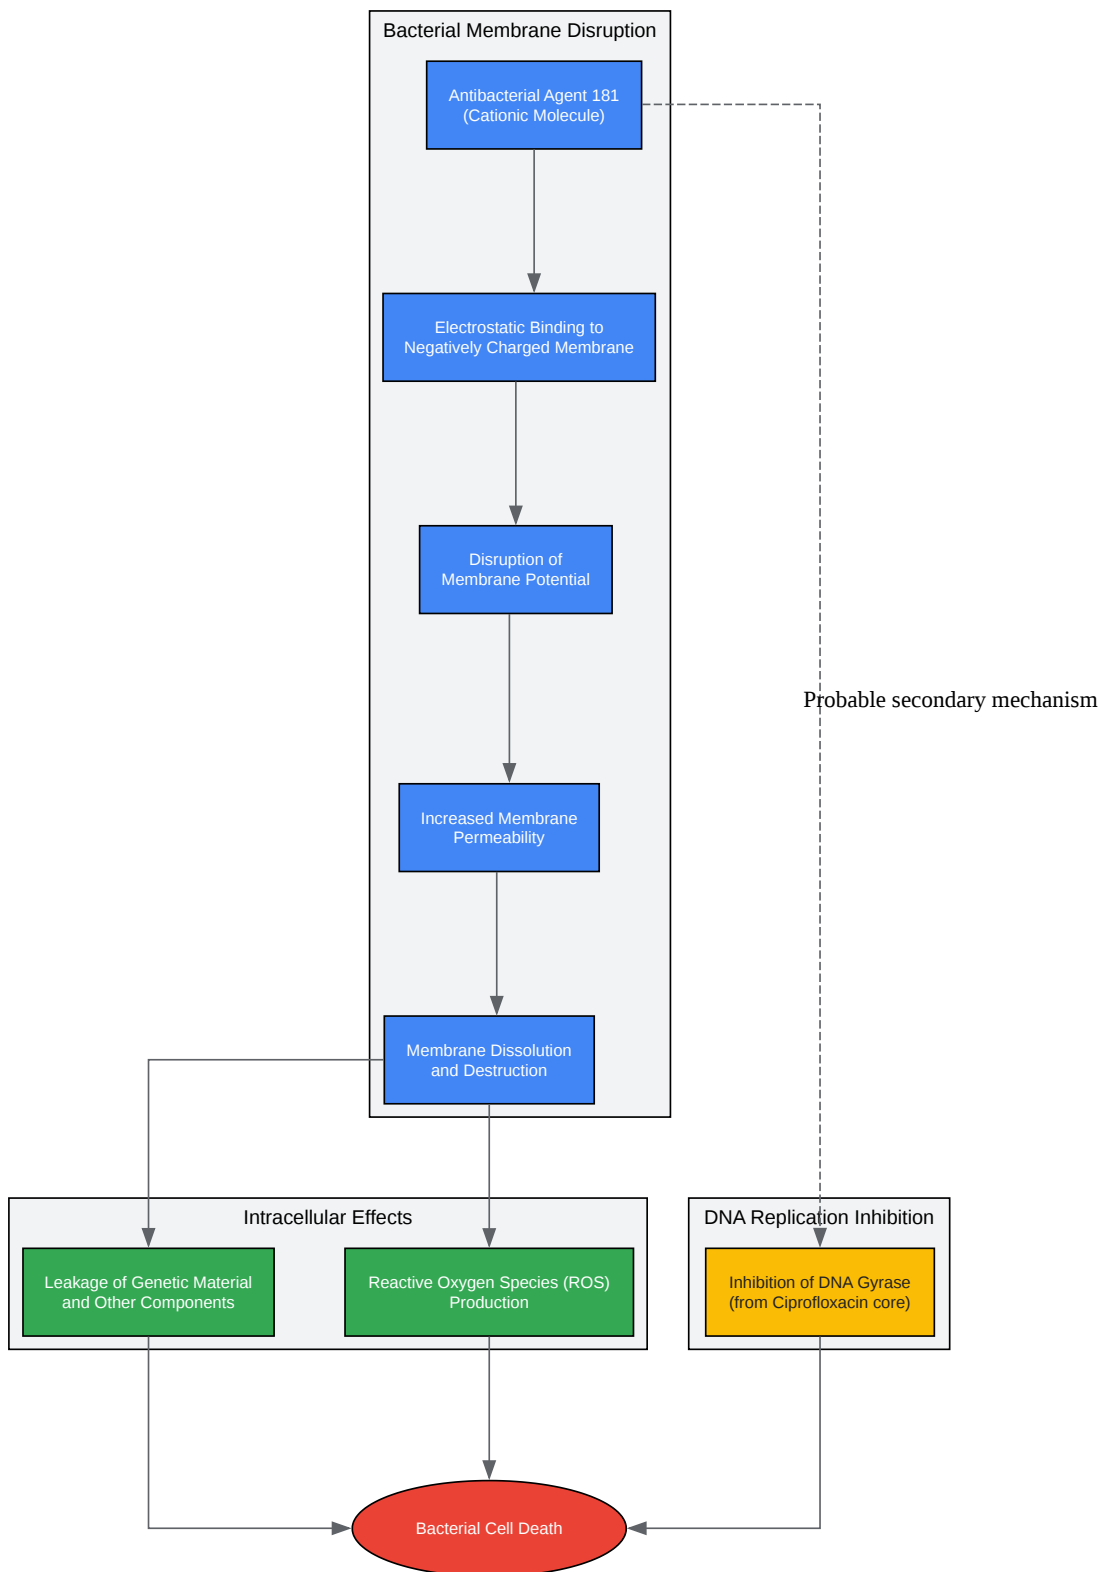 Bacterial Membrane Disruption
Antibacterial Agent 181
(Cationic Molecule)
Electrostatic Binding to
Negatively Charged Membrane
Disruption of
Membrane Potential
Probable secondary mechanism
Increased Membrane
Permeability
Membrane Dissolution
and Destruction
Intracellular Effects
DNA Replication Inhibition
Leakage of Genetic Material
and Other Components
Reactive Oxygen Species (ROS)
Production
Inhibition of DNA Gyrase
(from Ciprofloxacin core)
Bacterial Cell Death